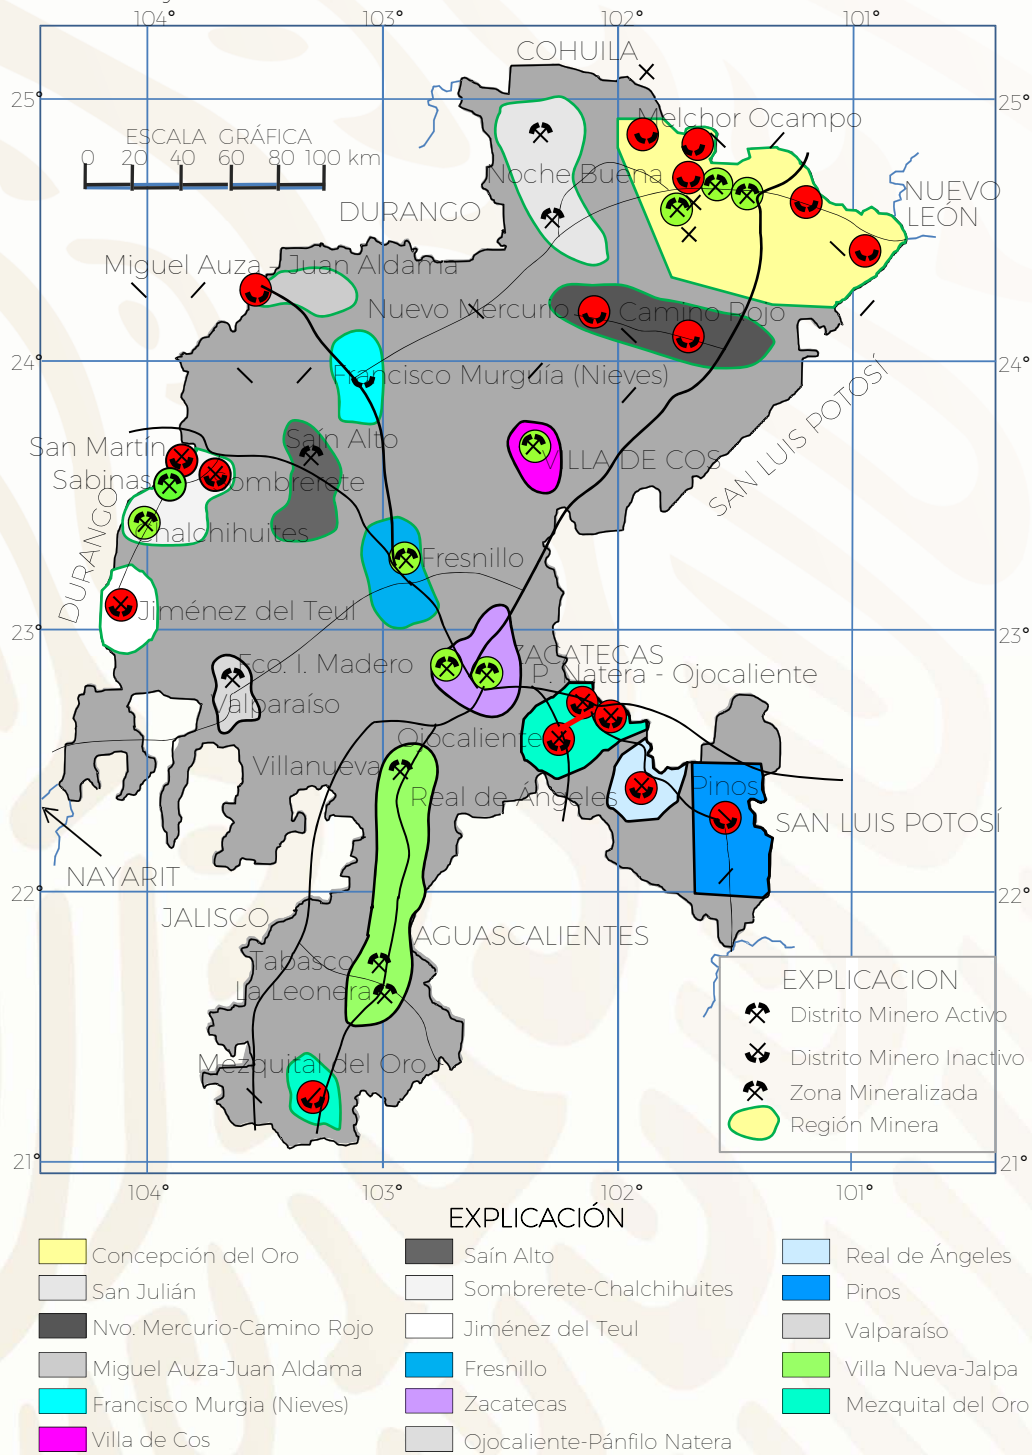 104°
103°
102°
101°
COHUILA
25°
25°
Melchor Ocampo
ESCALA GRÁFICA
0 20 40 60 80 100 km
Noche Buena
NUEVO
LEÓN
DURANGO
Miguel Auza - Juan Aldama
Nuevo Mercurio
Camino Rojo
24°
24°
Francisco Murguía (Nieves)
SAN LUIS POTOSÍ
San Martín
Saín Alto
VILLA DE COS
Sabinas
Sombrerete
DURANGO
Chalchihuites
Fresnillo
Jiménez del Teul
23°
23°
Fco. I. Madero
ZACATECAS
P. Natera - Ojocaliente
Valparaíso
Ojocaliente
Villanueva
Real de Ángeles
Pinos
SAN LUIS POTOSÍ
NAYARIT
22°
22°
JALISCO
AGUASCALIENTES
Tabasco
La Leonera
EXPLICACION
Distrito Minero Activo
Distrito Minero Inactivo
Zona Mineralizada
Región Minera
Mezquital del Oro
21°
21°
104°
103°
102°
101°
EXPLICACIÓN
Concepción del Oro
San Julián
Nvo. Mercurio-Camino Rojo
Miguel Auza-Juan Aldama
Francisco Murgia (Nieves)
Villa de Cos
Saín Alto
Sombrerete-Chalchihuites
Jiménez del Teul
Fresnillo
Zacatecas
Ojocaliente-Pánfilo Natera
Real de Ángeles
Pinos
Valparaíso
Villa Nueva-Jalpa
Mezquital del Oro